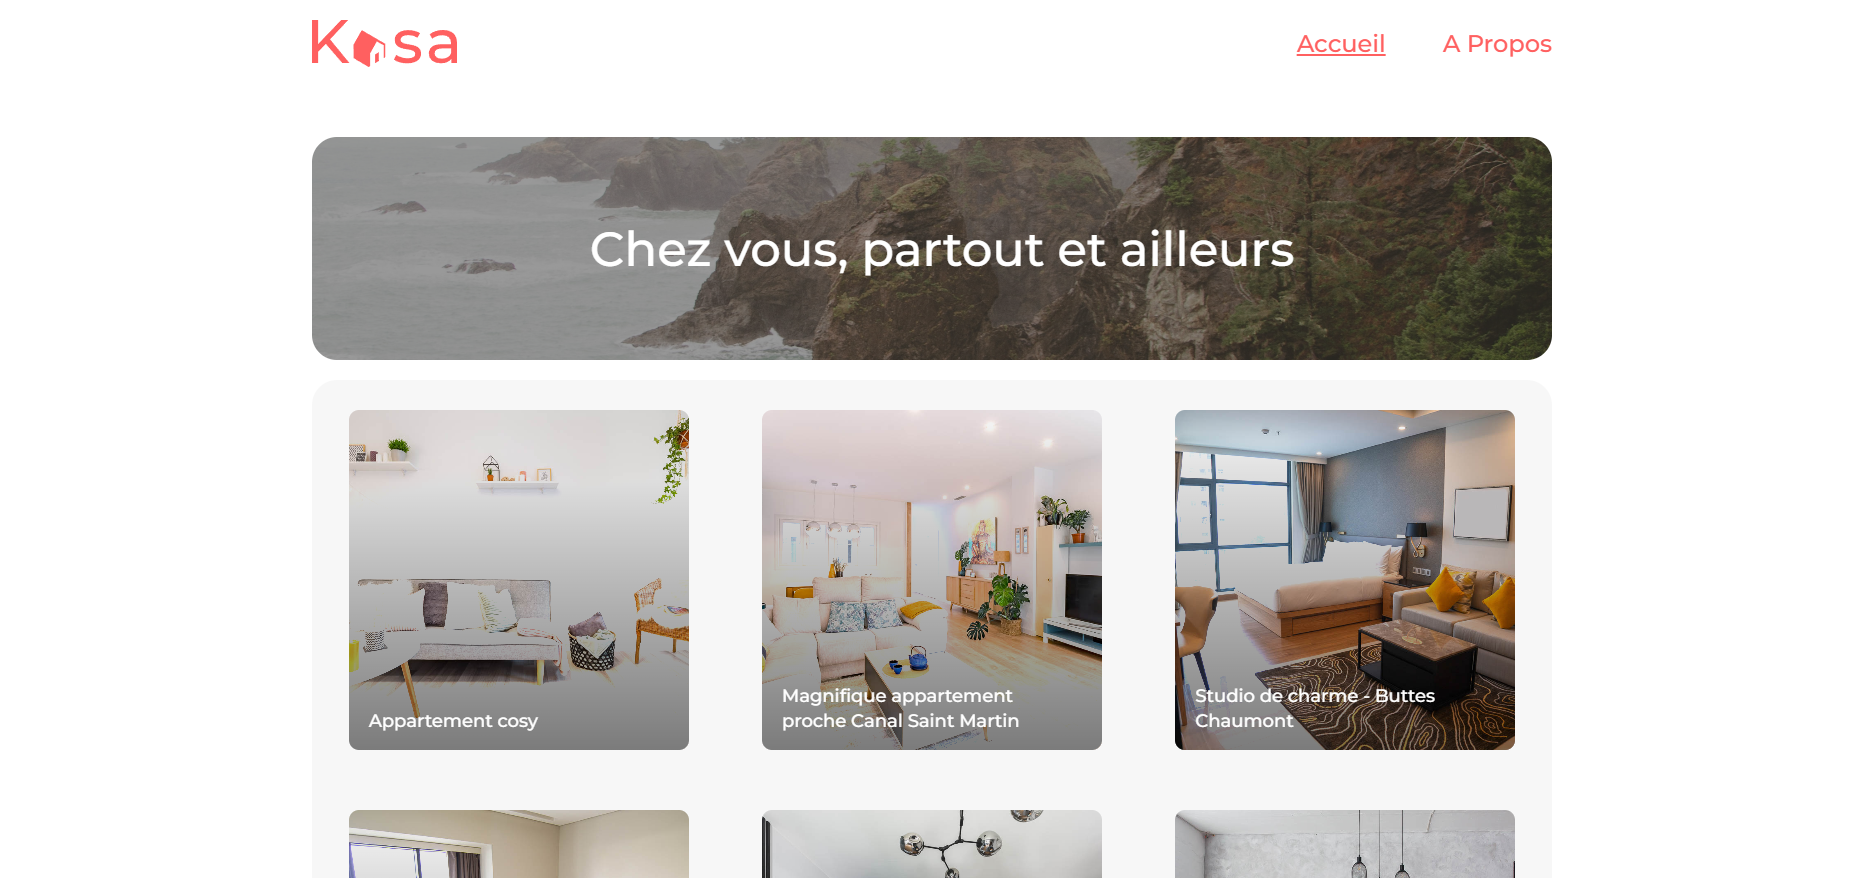 Kasa
Accueil
A Propos
Chez vous, partout et ailleurs
Appartement cosy
Magnifique appartement
proche Canal Saint Martin
Studio de charme - Buttes
Chaumont